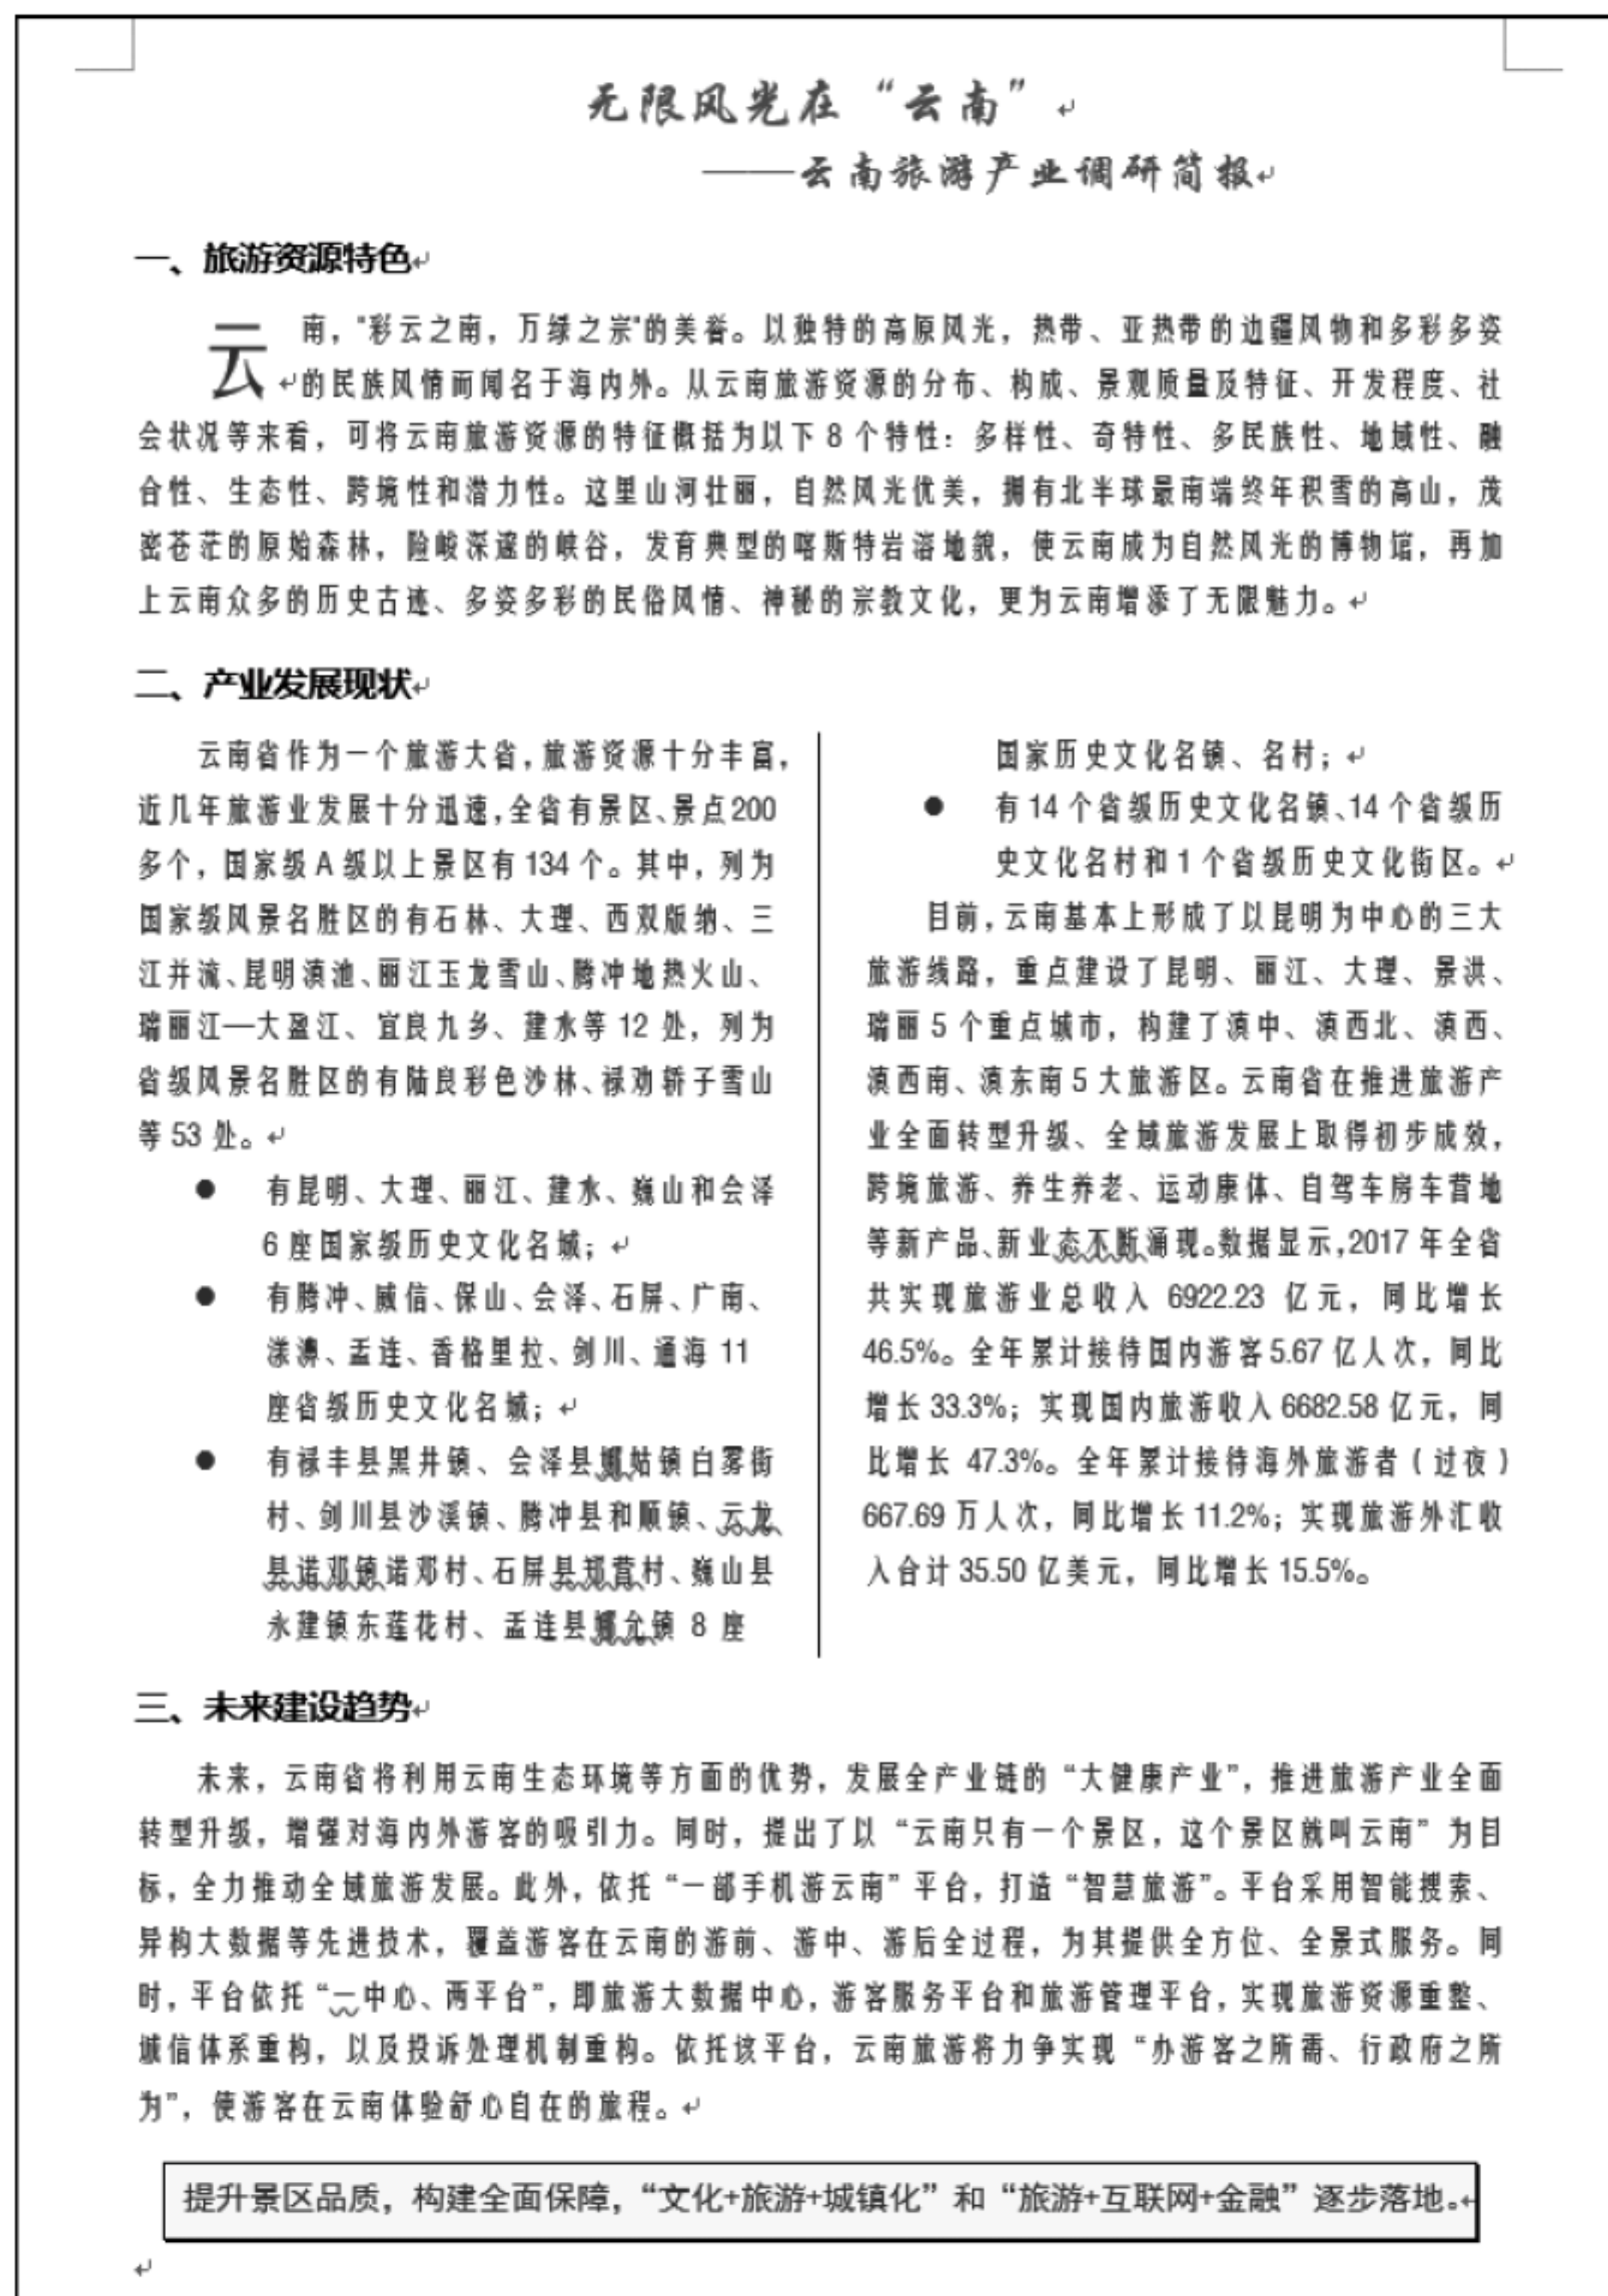 无限风光在“云南”
——云南旅游产业调研简报
一、旅游资源特色
云南，"彩云之南，万绿之宗"的美誉。以独特的高原风光，热带、亚热带的边疆风物和多彩多姿
的民族风情而闻名于海内外。从云南旅游资源的分布、构成、景观质量及特征、开发程度、社
会状况等来看，可将云南旅游资源的特征概括为以下 8 个特性：多样性、奇特性、多民族性、地域性、融
合性、生态性、跨境性和潜力性。这里山河壮丽，自然风光优美，拥有北半球最南端终年积雪的高山，茂
密苍茫的原始森林，险峻深邃的峡谷，发育典型的喀斯特岩溶地貌，使云南成为自然风光的博物馆，再加
上云南众多的历史古迹、多姿多彩的民俗风情、神秘的宗教文化，更为云南增添了无限魅力。
二、产业发展现状
云南省作为一个旅游大省，旅游资源十分丰富，
近几年旅游业发展十分迅速，全省有景区、景点200
多个，国家级 A 级以上景区有 134 个。其中，列为
国家级风景名胜区的有石林、大理、西双版纳、三
江并流、昆明滇池、丽江玉龙雪山、腾冲地热火山、
瑞丽江—大盈江、宜良九乡、建水等 12 处，列为
省级风景名胜区的有陆良彩色沙林、禄劝轿子雪山
等 53 处。
● 有昆明、大理、丽江、建水、巍山和会泽
6 座国家级历史文化名城；
● 有腾冲、威信、保山、会泽、石屏、广南、
漾濞、孟连、香格里拉、剑川、通海 11
座省级历史文化名城；
● 有禄丰县黑井镇、会泽县娜姑镇白雾街
村、剑川县沙溪镇、腾冲县和顺镇、云龙
县诺邓镇诺邓村、石屏县郑营村、巍山县
永建镇东莲花村、孟连县娜允镇 8 座
国家历史文化名镇、名村；
● 有 14 个省级历史文化名镇、14 个省级历
史文化名村和 1 个省级历史文化街区。
目前，云南基本上形成了以昆明为中心的三大
旅游线路，重点建设了昆明、丽江、大理、景洪、
瑞丽 5 个重点城市，构建了滇中、滇西北、滇西、
滇西南、滇东南 5 大旅游区。云南省在推进旅游产
业全面转型升级、全域旅游发展上取得初步成效，
跨境旅游、养生养老、运动康体、自驾车房车营地
等新产品、新业态不断涌现。数据显示，2017 年全省
共实现旅游业总收入 6922.23 亿元，同比增长
46.5%。全年累计接待国内游客 5.67 亿人次，同比
增长 33.3%；实现国内旅游收入 6682.58 亿元，同
比增长 47.3%。全年累计接待海外旅游者（过夜）
667.69 万人次，同比增长 11.2%；实现旅游外汇收
入合计 35.50 亿美元，同比增长 15.5%。
三、未来建设趋势
未来，云南省将利用云南生态环境等方面的优势，发展全产业链的“大健康产业”，推进旅游产业全面
转型升级，增强对海内外游客的吸引力。同时，提出了以“云南只有一个景区，这个景区就叫云南”为目
标，全力推动全域旅游发展。此外，依托“一部手机游云南”平台，打造“智慧旅游”。平台采用智能搜索、
异构大数据等先进技术，覆盖游客在云南的游前、游中、游后全过程，为其提供全方位、全景式服务。同
时，平台依托“一中心、两平台”，即旅游大数据中心，游客服务平台和旅游管理平台，实现旅游资源重整、
诚信体系重构，以及投诉处理机制重构。依托该平台，云南旅游将力争实现“办游客之所需、行政府之所
为”，使游客在云南体验舒心自在的旅程。
提升景区品质，构建全面保障，“文化+旅游+城镇化”和“旅游+互联网+金融”逐步落地。